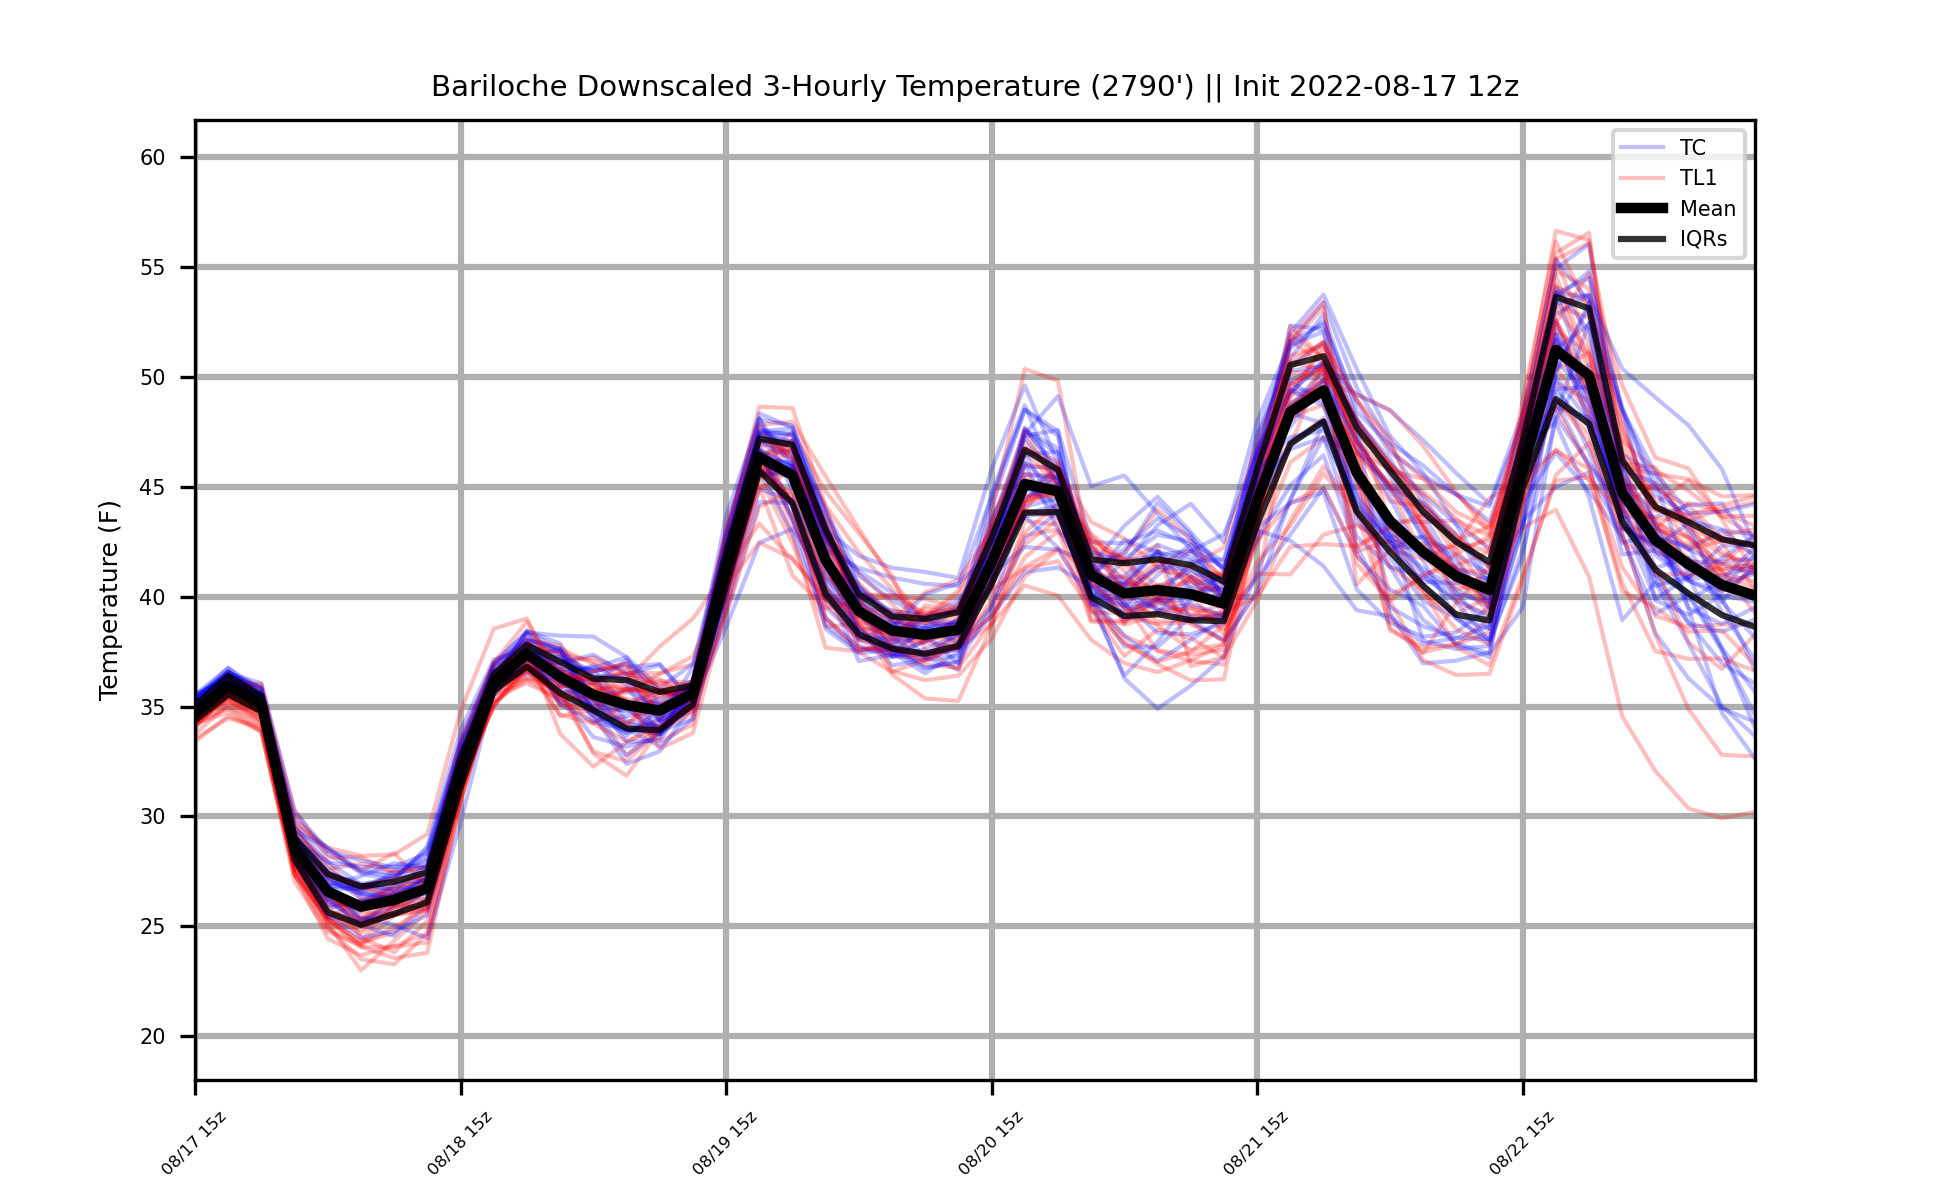 Bariloche Downscaled 3-Hourly Temperature (2790') || Init 2022-08-17 12z
TC
TL1
Mean
IQRs
Temperature (F)
60
55
50
45
40
35
30
25
20
08/17 15z
08/18 15z
08/19 15z
08/20 15z
08/21 15z
08/22 15z